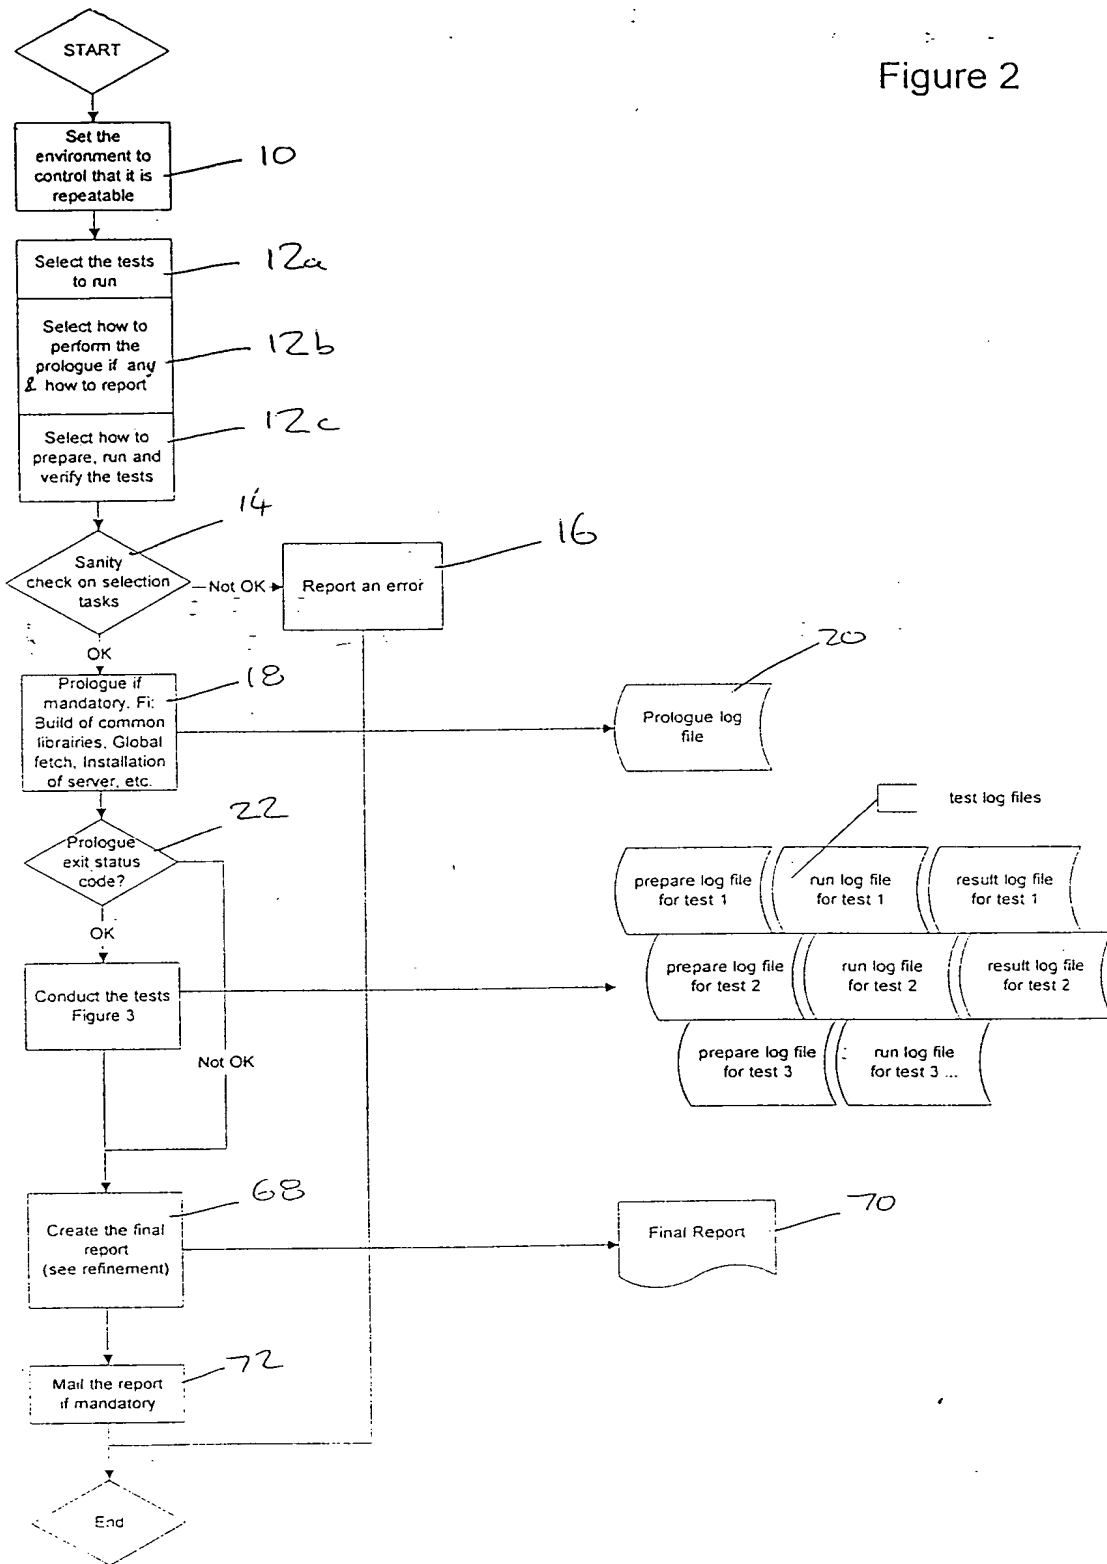 START
Figure 2
Set the
environment to
control that it is
repeatable
10
Select the tests
to run
12a
Select how to
perform the
prologue if any
& how to report
12b
Select how to
prepare, run and
verify the tests
12c
Sanity
check on selection
tasks
14
Not OK
Report an error
16
OK
Prologue if
mandatory. Fi:
Build of common
librairies, Global
fetch, Installation
of server, etc.
18
Prologue log
file
20
test log files
Prologue
exit status
code?
22
prepare log file
for test 1
run log file
for test 1
result log file
for test 1
OK
prepare log file
for test 2
run log file
for test 2
result log file
for test 2
Conduct the tests
Figure 3
Not OK
prepare log file
for test 3
run log file
for test 3 ...
Create the final
report
(see refinement)
68
Final Report
70
Mail the report
if mandatory
72
End